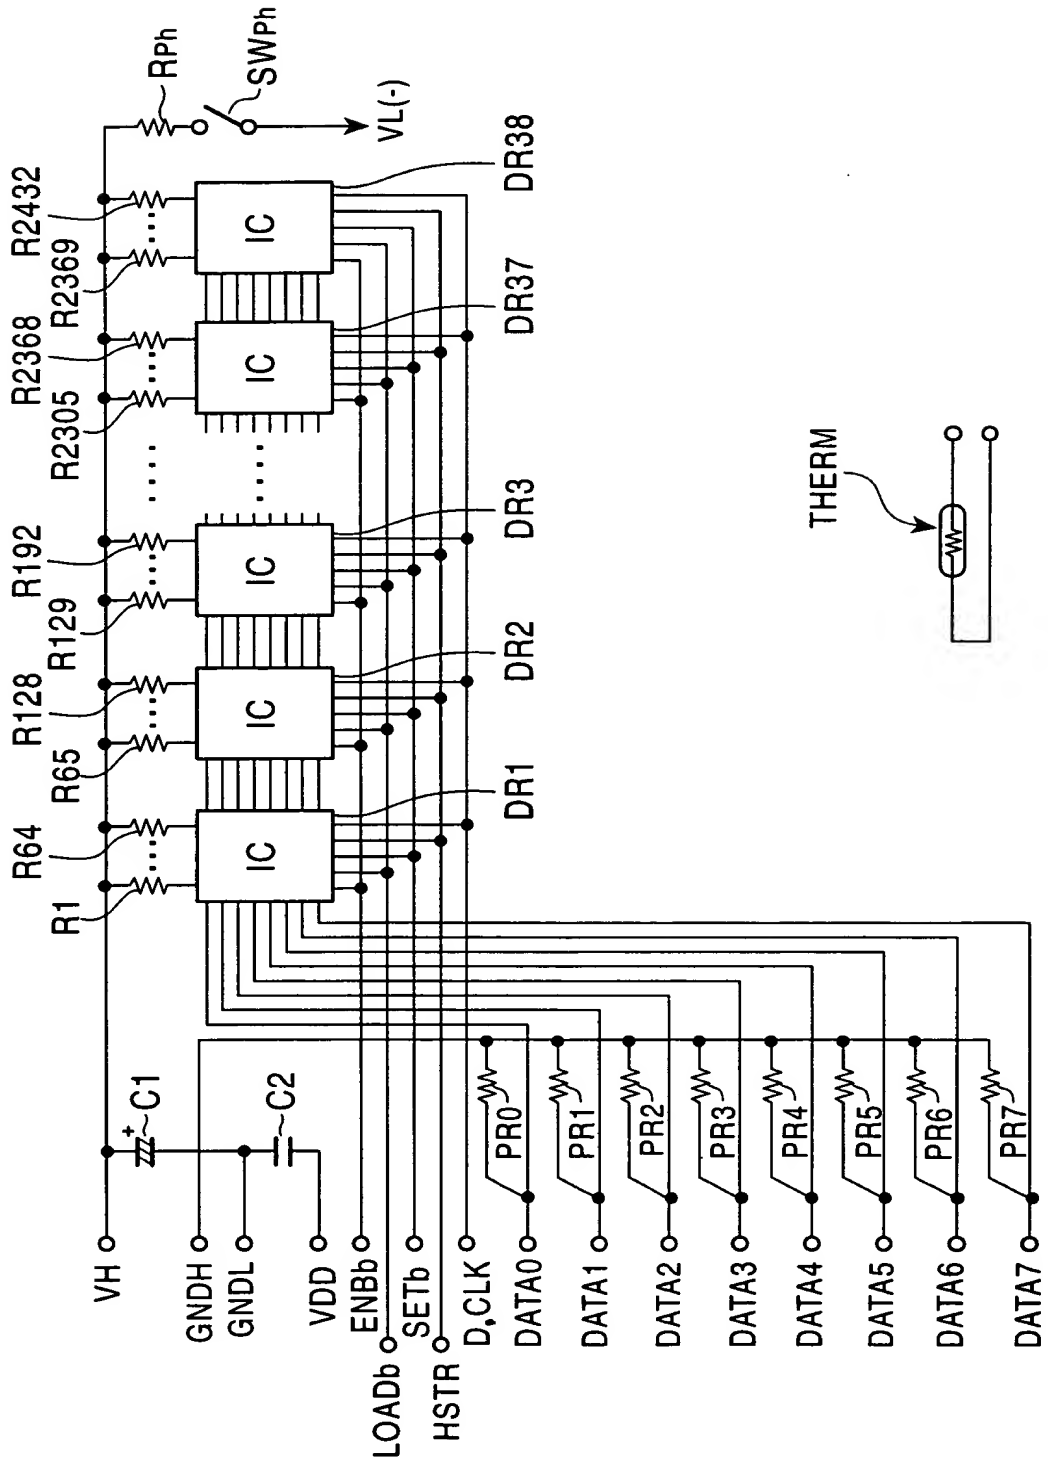 RPh
SWPh
VL(-)
R2432
R2369
R2368
R2305
R192
R129
R128
R65
R64
R1
IC
IC
IC
IC
IC
DR38
DR37
DR3
DR2
DR1
+
C1
C2
VH
GNDH
GNDL
VDD
ENBb
LOADb
SETb
HSTR
D,CLK
DATA0
DATA1
DATA2
DATA3
DATA4
DATA5
DATA6
DATA7
PR0
PR1
PR2
PR3
PR4
PR5
PR6
PR7
THERM